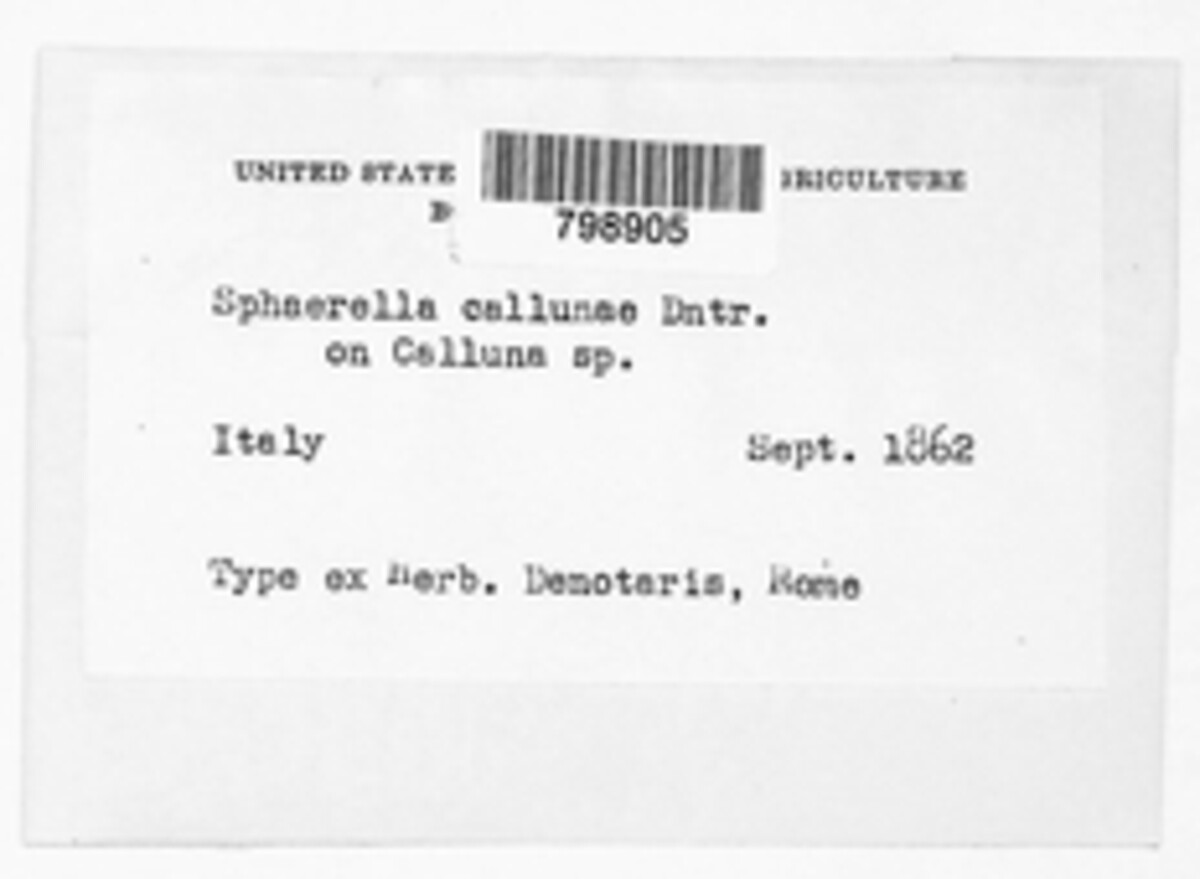 UNITED STATE RICULTURE
798905
Sphaerella callunae Dntr.
on Calluna sp.
Italy Sept. 1862
Type ex Herb. Denotaris, Rome